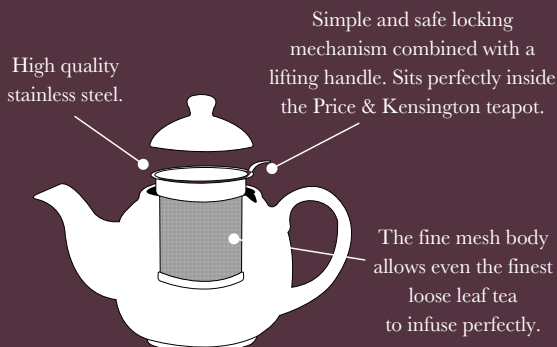 High quality
stainless steel.
Simple and safe locking
mechanism combined with a
lifting handle. Sits perfectly inside
the Price & Kensington teapot.
The fine mesh body
allows even the finest
loose leaf tea
to infuse perfectly.